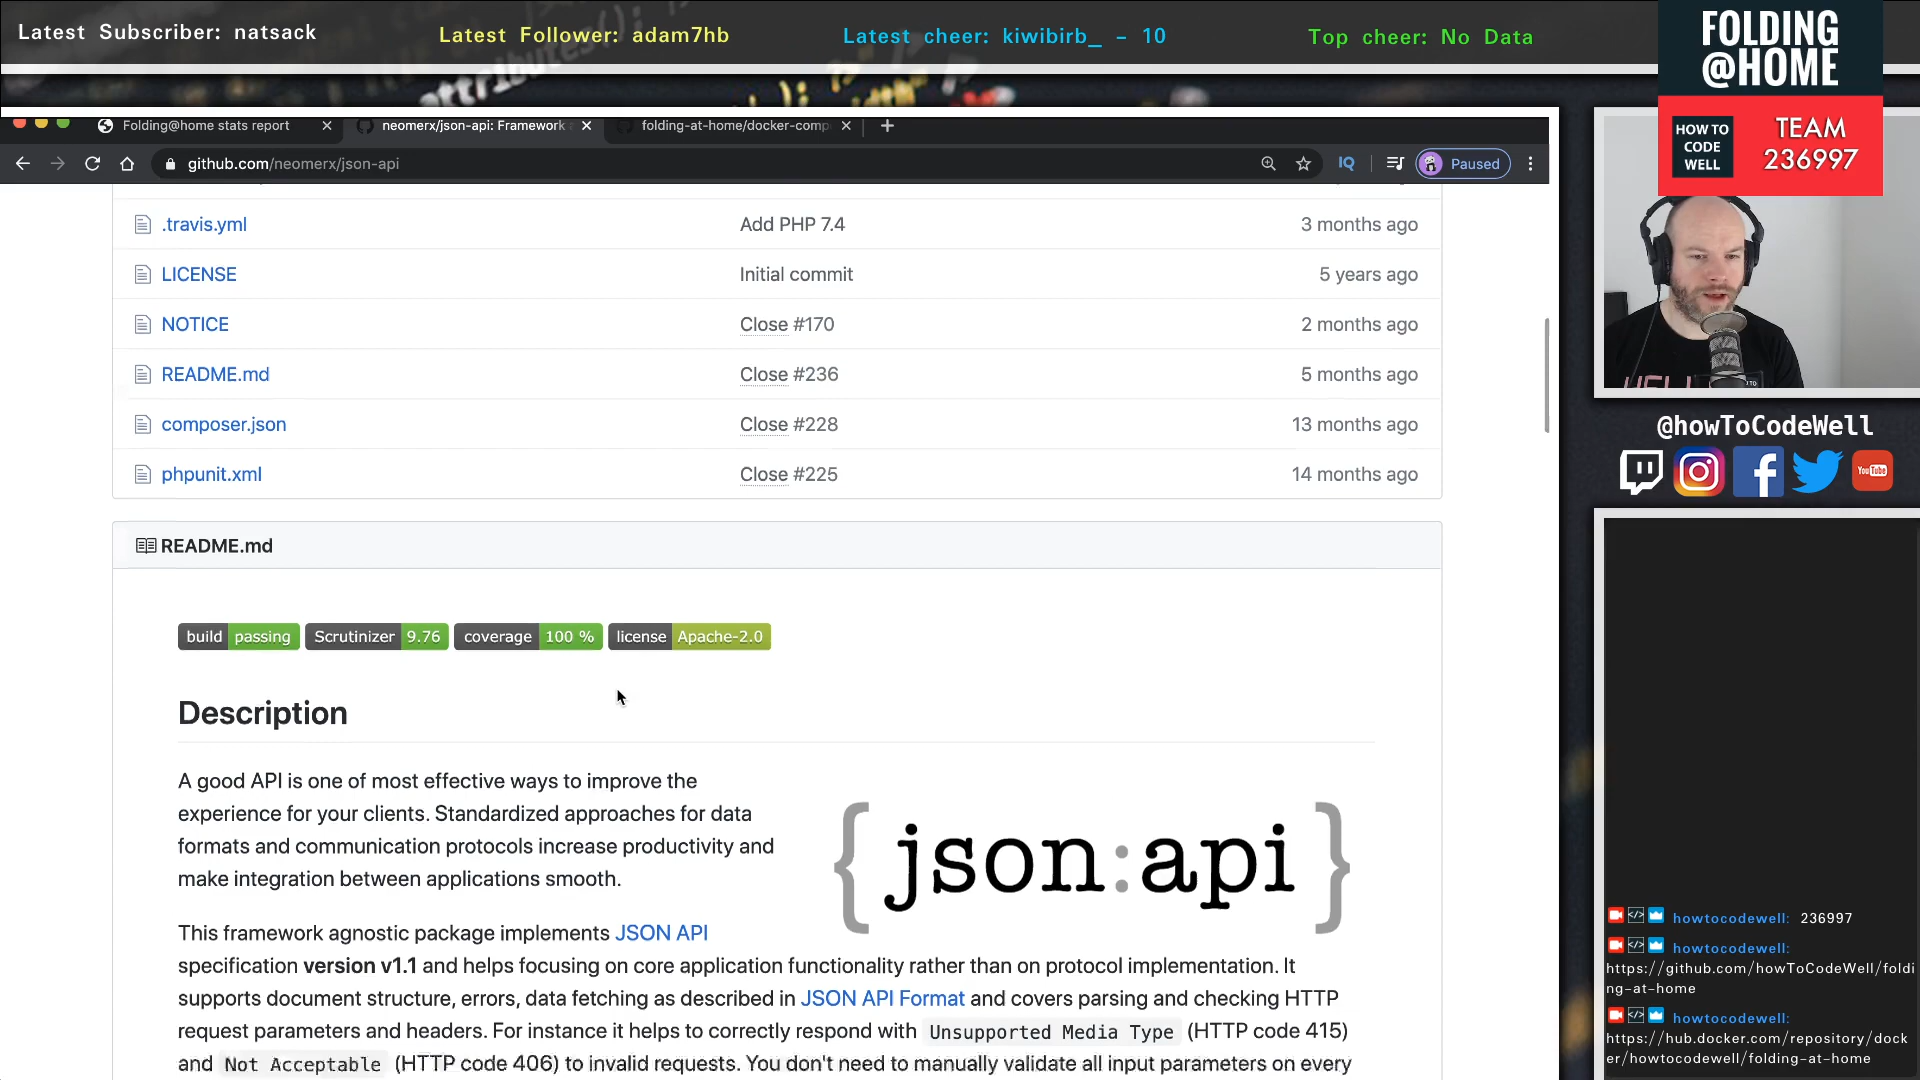 Latest Subscriber: natsack
Latest Follower: adam7hb
Latest cheer: kiwibirb_ - 10
Top cheer: No Data
FOLDING
@HOME
HOW TO
CODE
WELL
TEAM
236997
Folding@home stats report
neomerx/json-api: Framework
folding-at-home/docker-comp
github.com/neomerx/json-api
IQ
Paused
.travis.yml
Add PHP 7.4
3 months ago
LICENSE
Initial commit
5 years ago
NOTICE
Close #170
2 months ago
README.md
Close #236
5 months ago
composer.json
Close #228
13 months ago
phpunit.xml
Close #225
14 months ago
README.md
build passing
Scrutinizer 9.76
coverage 100 %
license Apache-2.0
Description
A good API is one of most effective ways to improve the
experience for your clients. Standardized approaches for data
formats and communication protocols increase productivity and
make integration between applications smooth.
{json:api}
This framework agnostic package implements JSON API
specification version v1.1 and helps focusing on core application functionality rather than on protocol implementation. It
supports document structure, errors, data fetching as described in JSON API Format and covers parsing and checking HTTP
request parameters and headers. For instance it helps to correctly respond with Unsupported Media Type (HTTP code 415)
and Not Acceptable (HTTP code 406) to invalid requests. You don't need to manually validate all input parameters on every
@howToCodeWell
YouTube
howtocodewell: 236997
howtocodewell:
https://github.com/howToCodeWell/foldi
ng-at-home
howtocodewell:
https://hub.docker.com/repository/dock
er/howtocodewell/folding-at-home